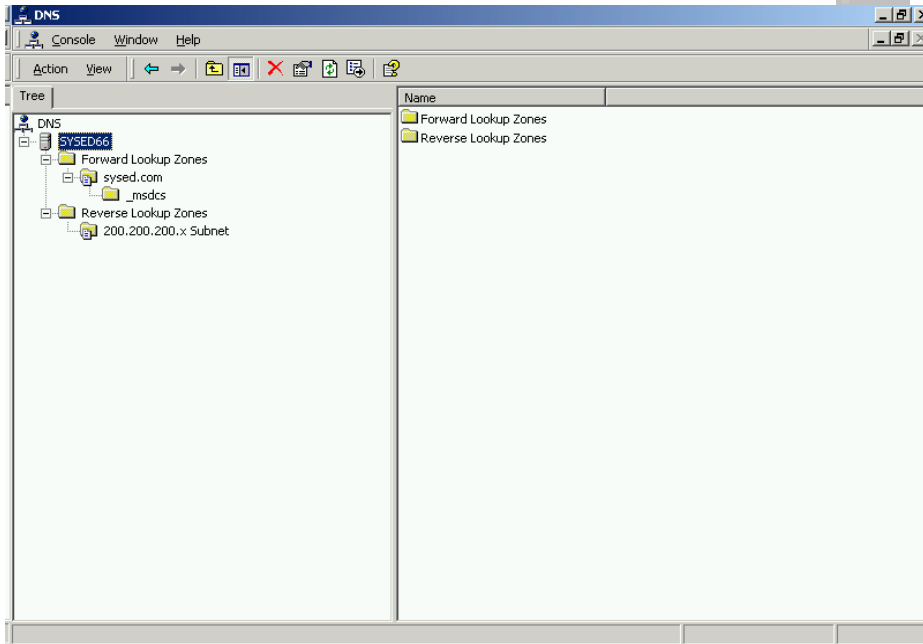 DNS
Console Window Help
Action View
Tree
DNS
SYSED66
Forward Lookup Zones
sysed.com
_msdcs
Reverse Lookup Zones
200.200.200.x Subnet
Name
Forward Lookup Zones
Reverse Lookup Zones